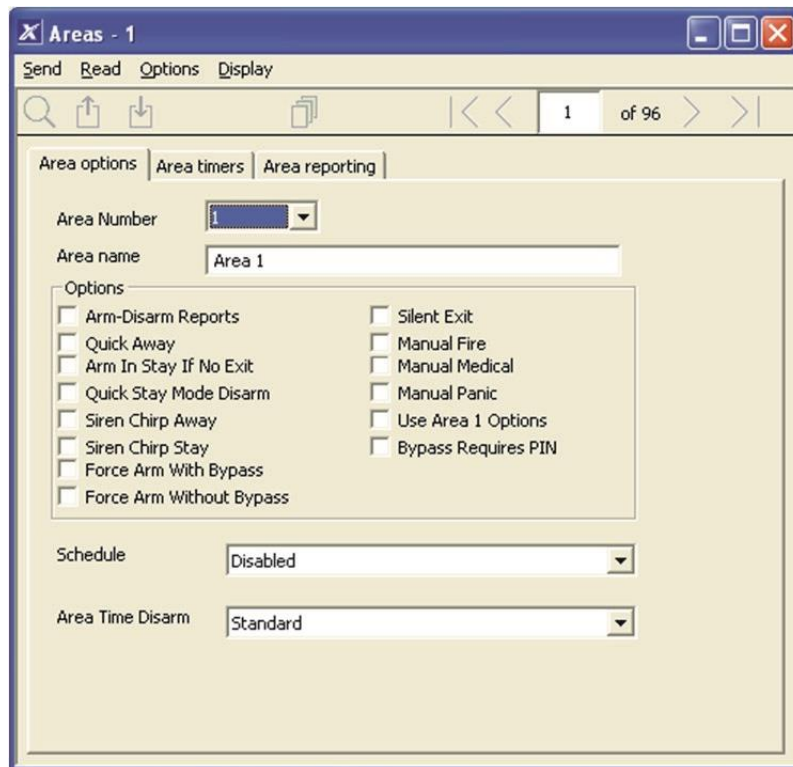 X Areas - 1
Send Read Options Display
1 of 96
Area options Area timers Area reporting
Area Number 1
Area name Area 1
Options
Arm-Disarm Reports Silent Exit
Quick Away Manual Fire
Arm In Stay If No Exit Manual Medical
Quick Stay Mode Disarm Manual Panic
Siren Chirp Away Use Area 1 Options
Siren Chirp Stay Bypass Requires PIN
Force Arm With Bypass
Force Arm Without Bypass
Schedule Disabled
Area Time Disarm Standard